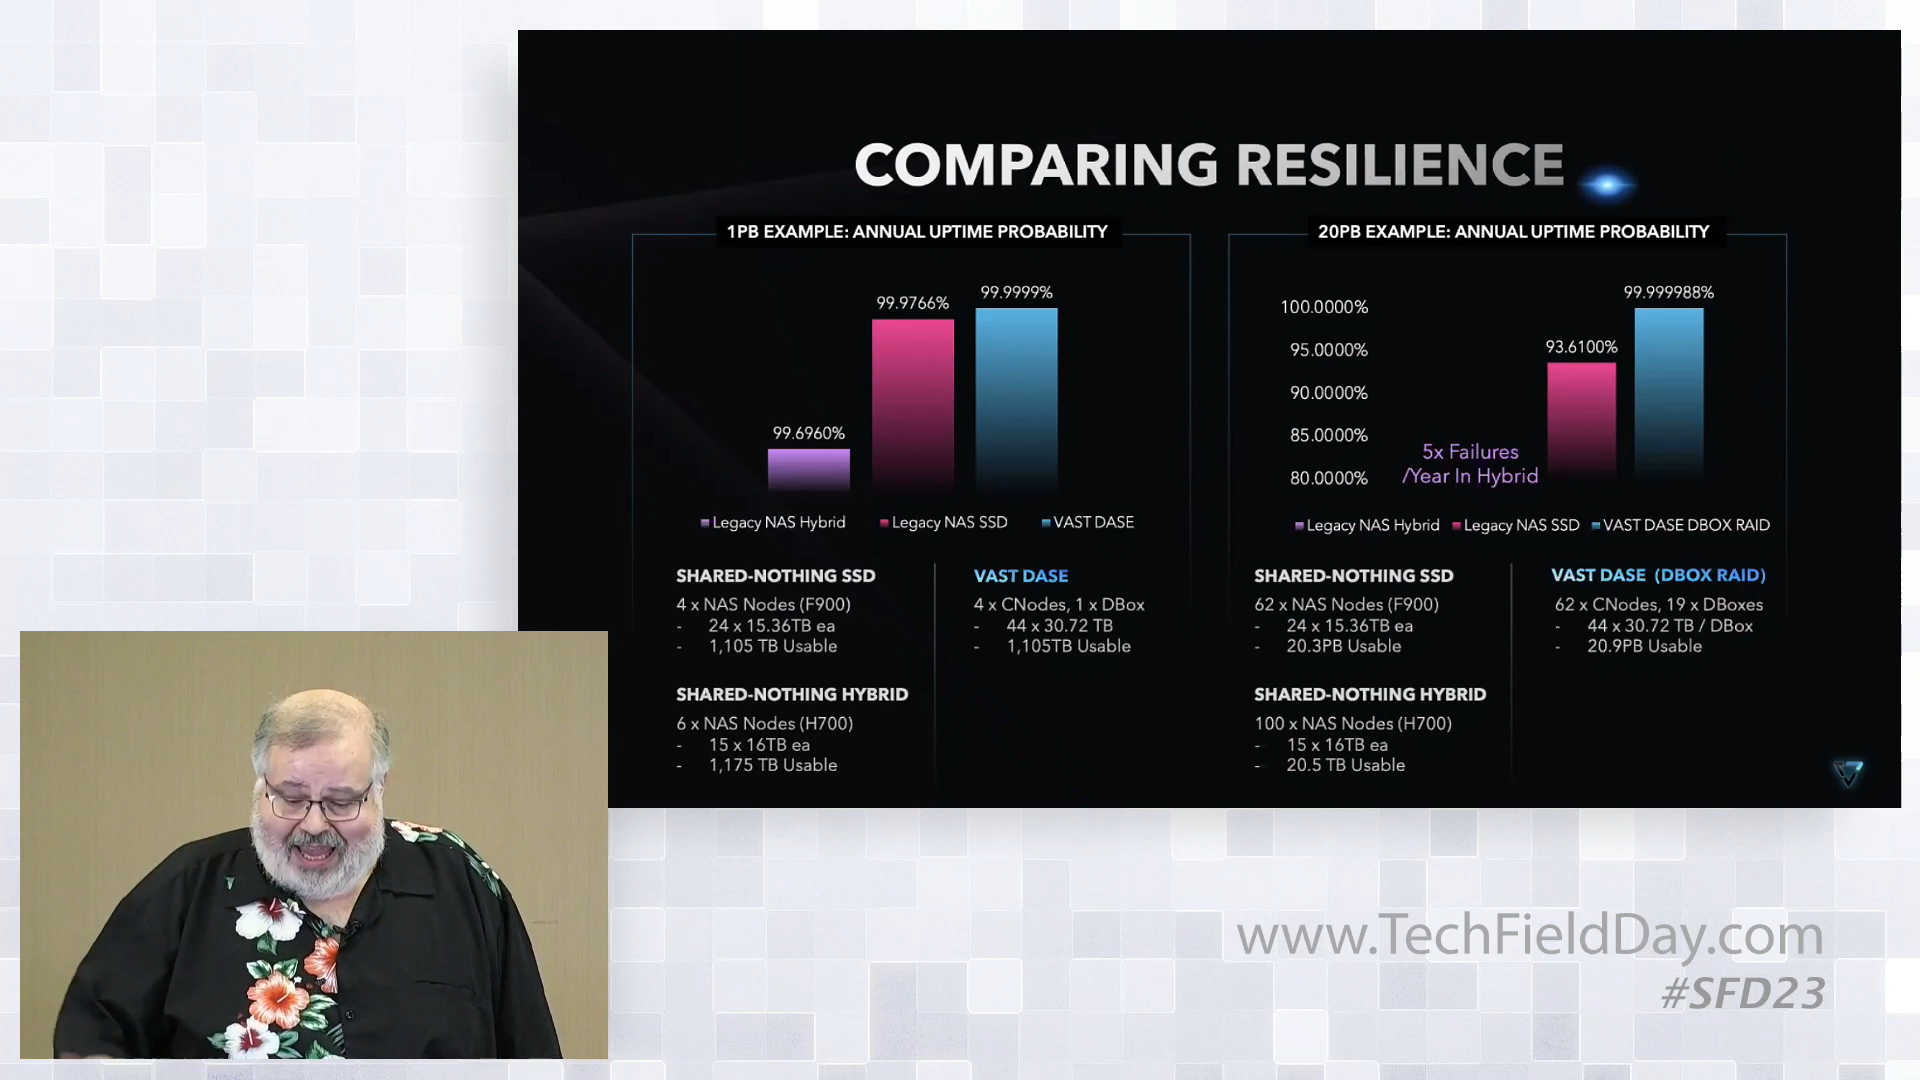 COMPARING RESILIENCE
1PB EXAMPLE: ANNUAL UPTIME PROBABILITY
99.6960%
99.9766%
99.9999%
Legacy NAS Hybrid
Legacy NAS SSD
VAST DASE
SHARED-NOTHING SSD
4 x NAS Nodes (F900)
- 24 x 15.36TB ea
- 1,105 TB Usable
SHARED-NOTHING HYBRID
6 x NAS Nodes (H700)
- 15 x 16TB ea
- 1,175 TB Usable
VAST DASE
4 x CNodes, 1 x DBox
- 44 x 30.72 TB
- 1,105TB Usable
20PB EXAMPLE: ANNUAL UPTIME PROBABILITY
100.0000%
95.0000%
90.0000%
85.0000%
80.0000%
5x Failures
/Year In Hybrid
93.6100%
99.999988%
Legacy NAS Hybrid
Legacy NAS SSD
VAST DASE DBOX RAID
SHARED-NOTHING SSD
62 x NAS Nodes (F900)
- 24 x 15.36TB ea
- 20.3PB Usable
SHARED-NOTHING HYBRID
100 x NAS Nodes (H700)
- 15 x 16TB ea
- 20.5 TB Usable
VAST DASE (DBOX RAID)
62 x CNodes, 19 x DBoxes
- 44 x 30.72 TB / DBox
- 20.9PB Usable
www.TechFieldDay.com
#SFD23